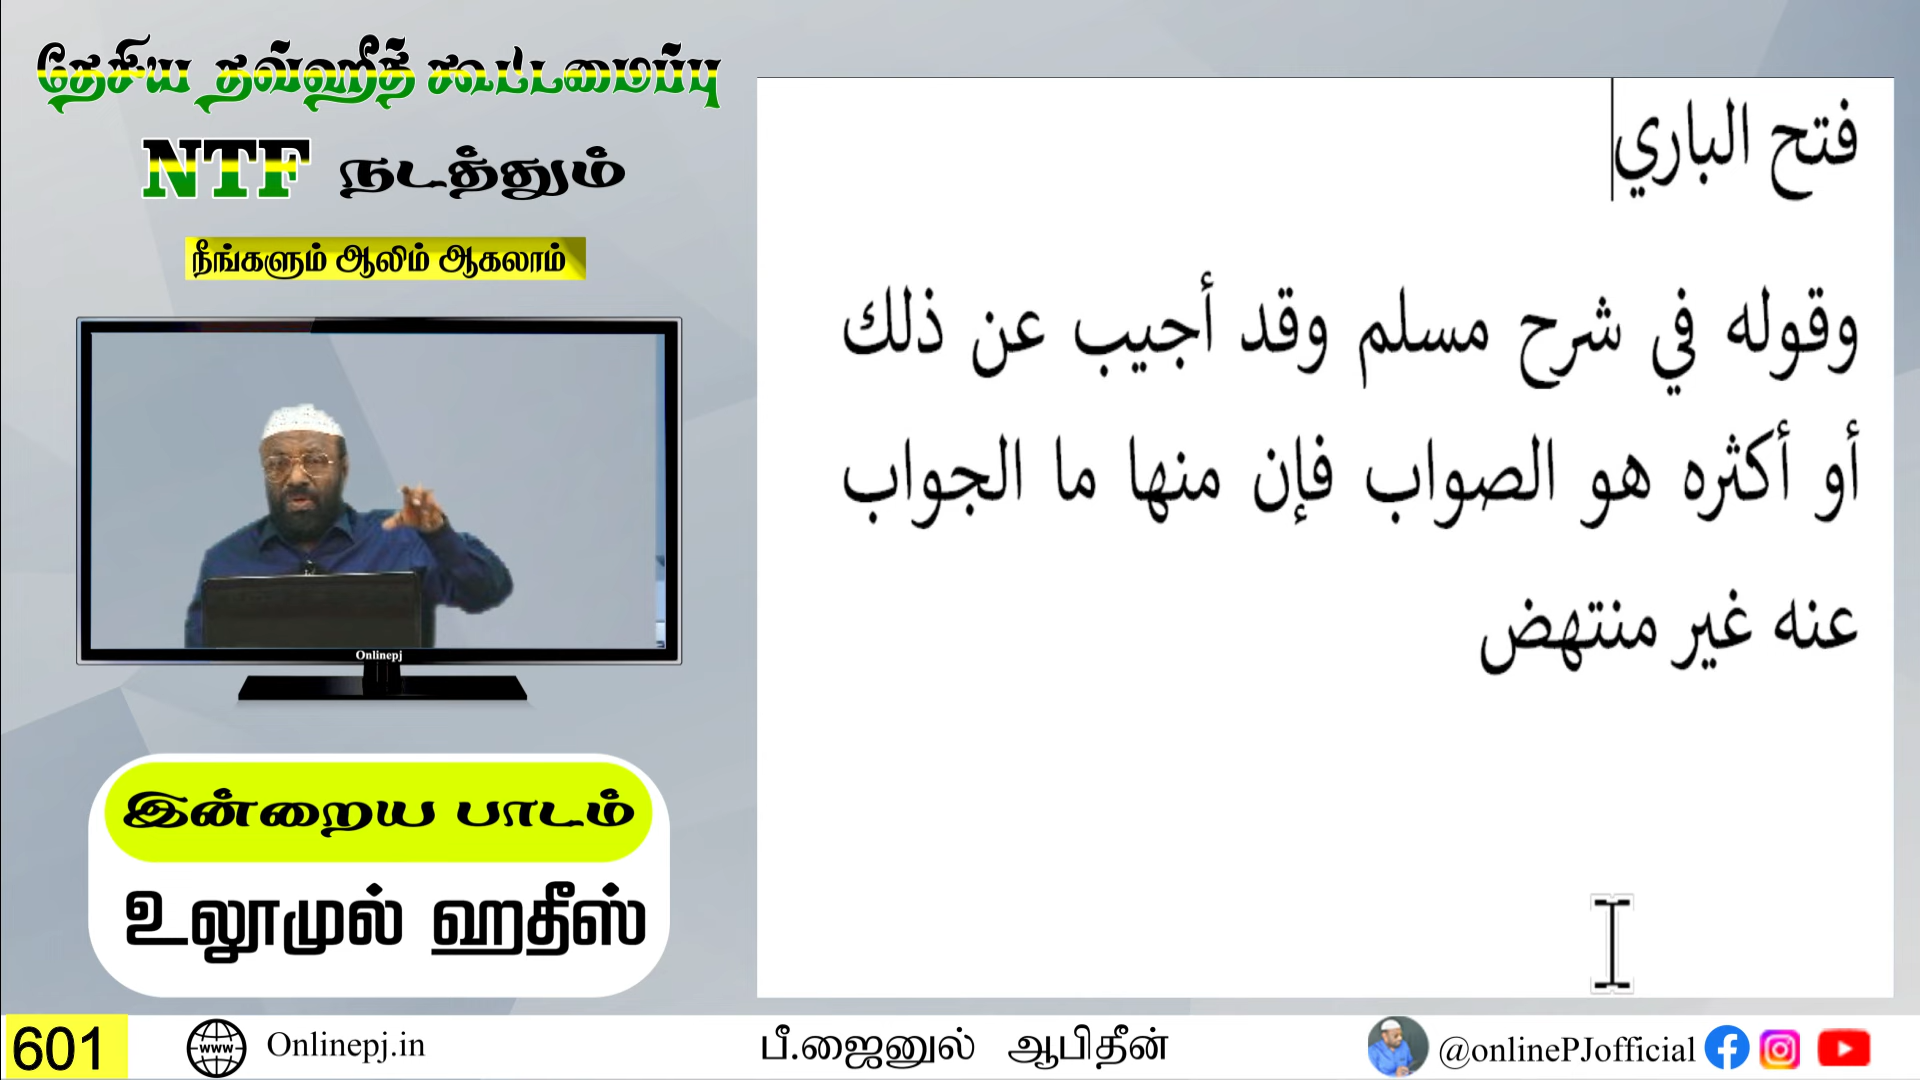 தேசிய தவ்ஹீத் கூட்டமைப்பு
NTF நடத்தும்
நீங்களும் ஆலிம் ஆகலாம்
Onlinepj
இன்றைய பாடம்
உலூமுல் ஹதீஸ்
فتح الباري
وقوله في شرح مسلم وقد أجيب عن ذلك
أو أكثره هو الصواب فإن منها ما الجواب
عنه غير منتهض
601
www
Onlinepj.in
பீ.ஜைனுல் ஆபிதீன்
@onlinePJofficial